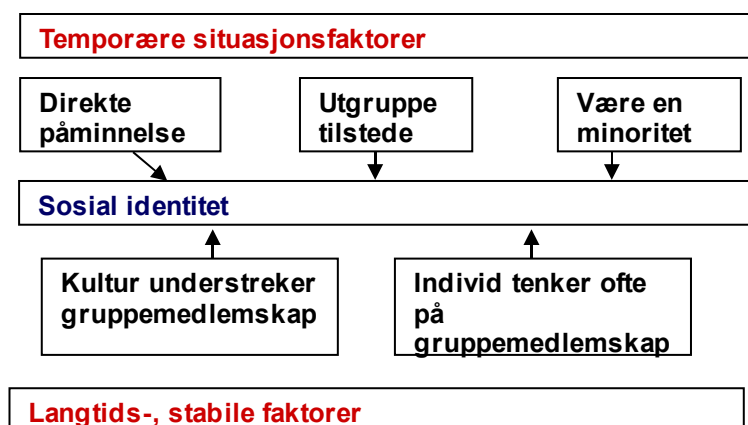 Temporære situasjonsfaktorer
Direkte
påminnelse
Utgruppe
tilstede
Være en
minoritet
Sosial identitet
Kultur understreker
gruppemedlemskap
Individ tenker ofte
på
gruppemedlemskap
Langtids-, stabile faktorer